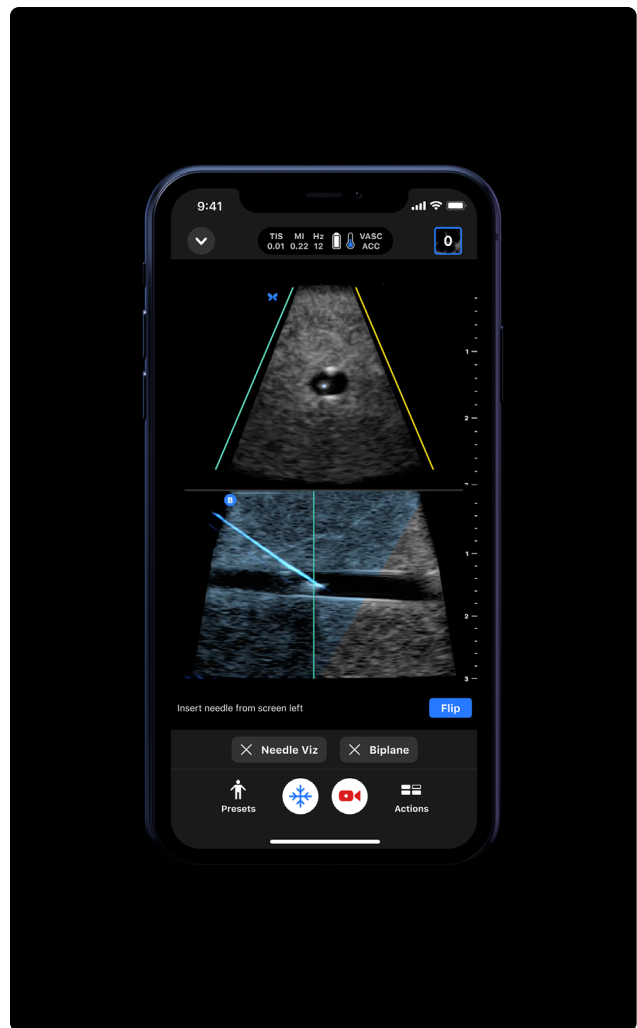 9:41
TIS MI Hz VASC
0.01 0.22 12 ACC
0
1
2
B
1
2
3
Insert needle from screen left
Flip
Needle Viz
Biplane
Presets
Actions